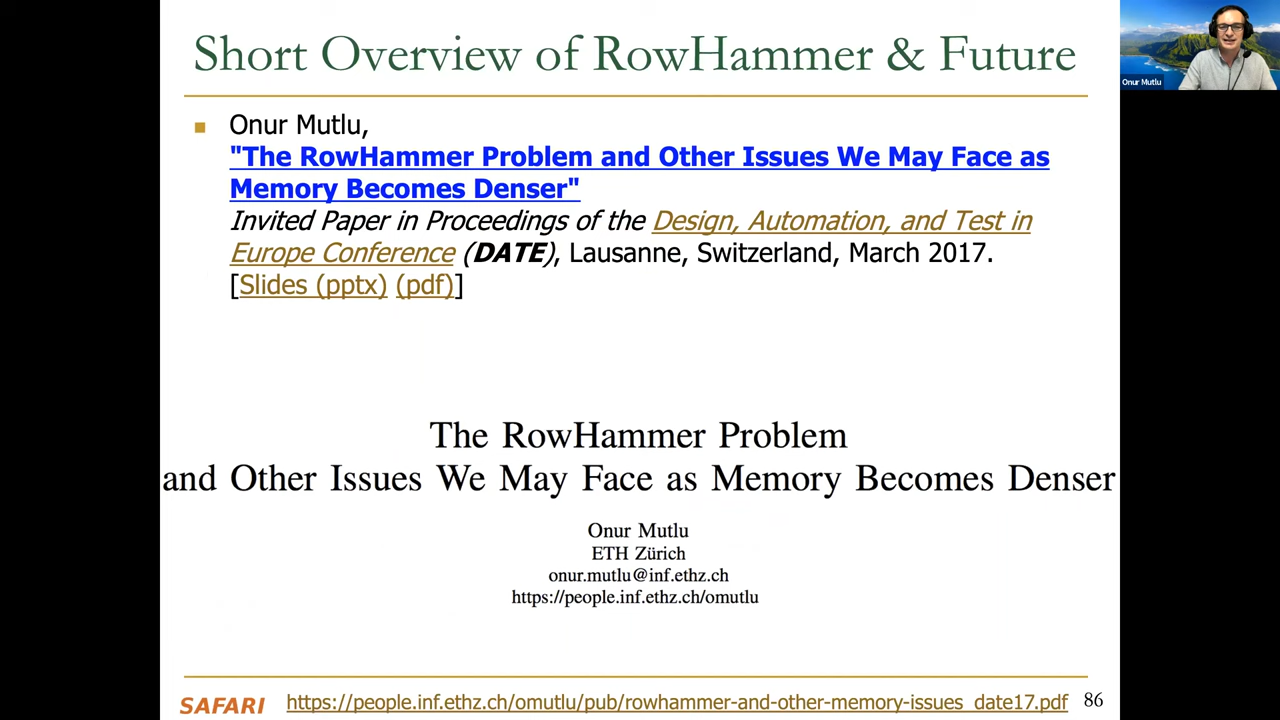 Short Overview of RowHammer & Future
Onur Mutlu
Onur Mutlu,
"The RowHammer Problem and Other Issues We May Face as
Memory Becomes Denser"
Invited Paper in Proceedings of the Design, Automation, and Test in
Europe Conference (DATE), Lausanne, Switzerland, March 2017.
[Slides (pptx) (pdf)]
The RowHammer Problem
and Other Issues We May Face as Memory Becomes Denser
Onur Mutlu
ETH Zürich
onur.mutlu@inf.ethz.ch
https://people.inf.ethz.ch/omutlu
SAFARI
https://people.inf.ethz.ch/omutlu/pub/rowhammer-and-other-memory-issues_date17.pdf
86